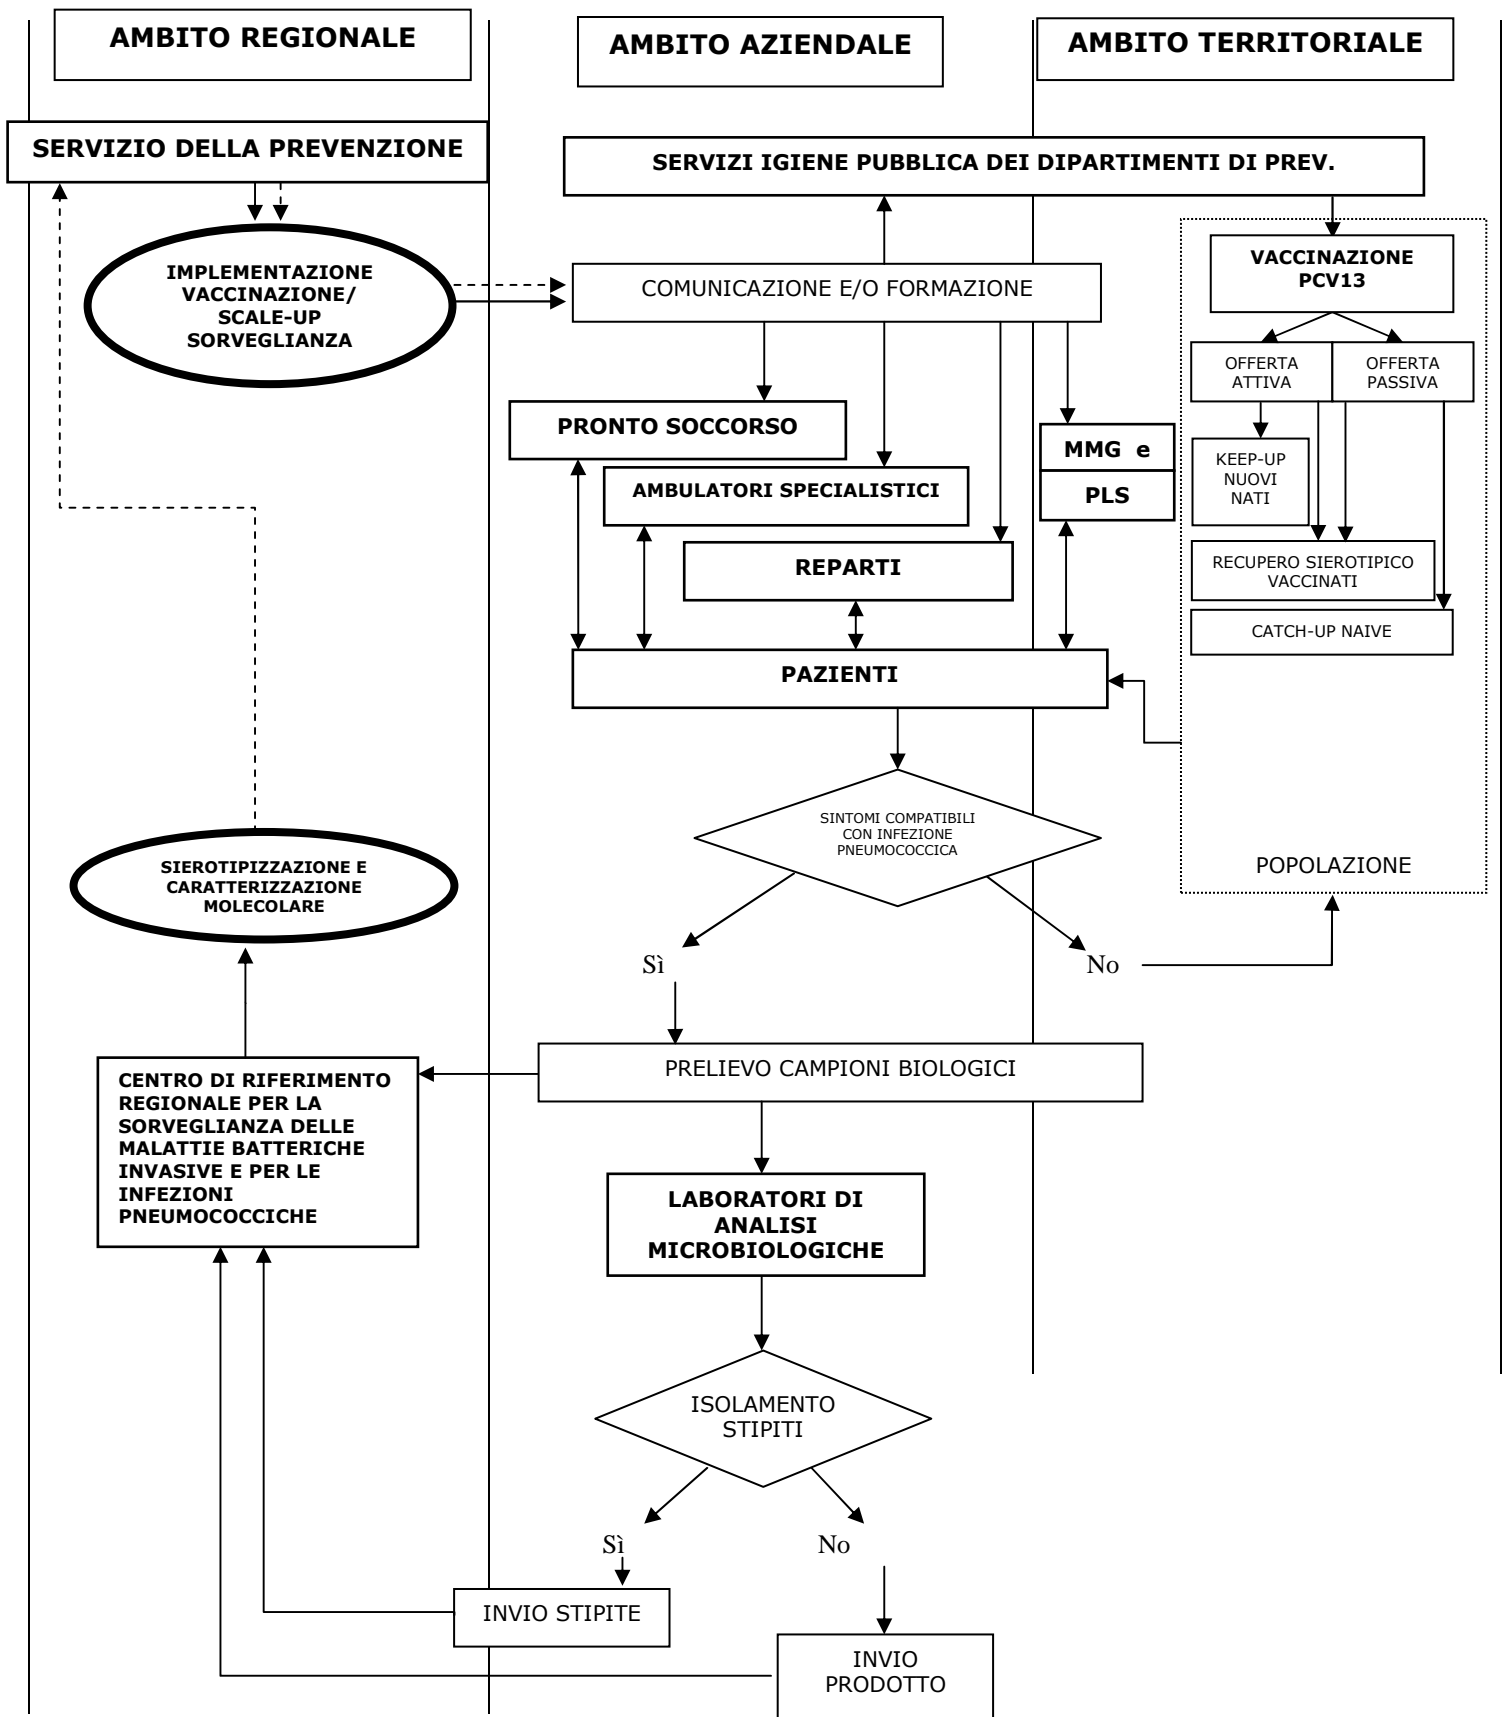 AMBITO REGIONALE
AMBITO AZIENDALE
AMBITO TERRITORIALE
SERVIZIO DELLA PREVENZIONE
SERVIZI IGIENE PUBBLICA DEI DIPARTIMENTI DI PREV.
IMPLEMENTAZIONE
VACCINAZIONE/
SCALE-UP
SORVEGLIANZA
COMUNICAZIONE E/O FORMAZIONE
VACCINAZIONE
PCV13
OFFERTA
ATTIVA
OFFERTA
PASSIVA
PRONTO SOCCORSO
AMBULATORI SPECIALISTICI
REPARTI
MMG e
PLS
KEEP-UP
NUOVI
NATI
RECUPERO SIEROTIPICO
VACCINATI
CATCH-UP NAIVE
PAZIENTI
SINTOMI COMPATIBILI
CON INFEZIONE
PNEUMOCOCCICA
POPOLAZIONE
SIEROTIPIZZAZIONE E
CARATTERIZZAZIONE
MOLECOLARE
Sì
No
PRELIEVO CAMPIONI BIOLOGICI
CENTRO DI RIFERIMENTO
REGIONALE PER LA
SORVEGLIANZA DELLE
MALATTIE BATTERICHE
INVASIVE E PER LE
INFEZIONI
PNEUMOCOCCICHE
LABORATORI DI
ANALISI
MICROBIOLOGICHE
ISOLAMENTO
STIPITI
Sì
No
INVIO STIPITE
INVIO
PRODOTTO